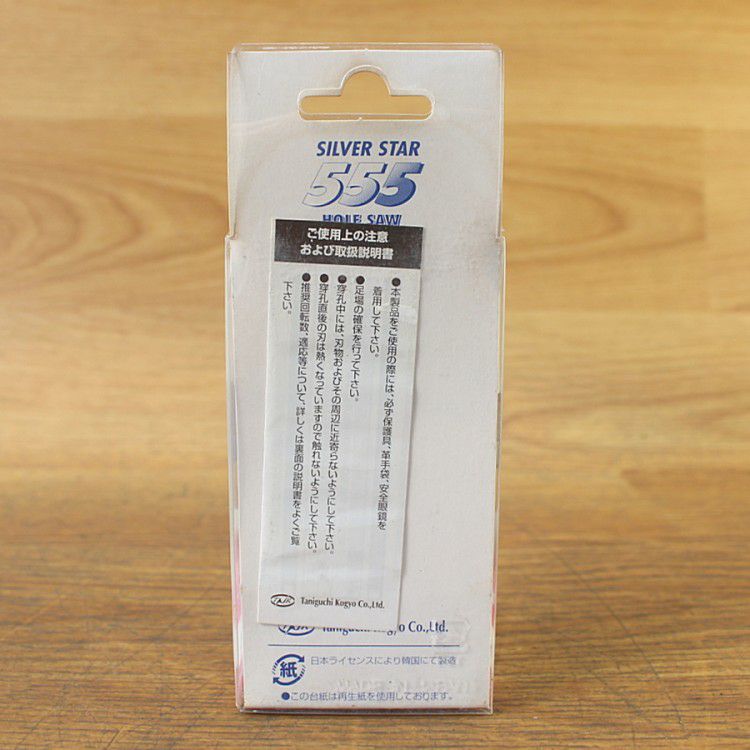 SILVER STAR
555
HOLE SAW
ご使用上の注意
および取扱説明書
●本製品をご使用の際には、必ず保護具、革手袋、安全眼鏡を
着用して下さい。
●足場の確保を行って下さい。
●穿孔中には、刃物およびその周辺に近寄らないようにして下さい。
●穿孔直後の刃は熱くなっていますので触れないようにして下さい。
●推奨回転数、適応等について、詳しくは裏面の説明書をよくご覧
下さい。
TASK Taniguchi Kogyo Co.,Ltd.
TASK Taniguchi Kogyo Co.,Ltd.
紙
日本ライセンスにより韓国にて製造
●この台紙は再生紙を使用しております。